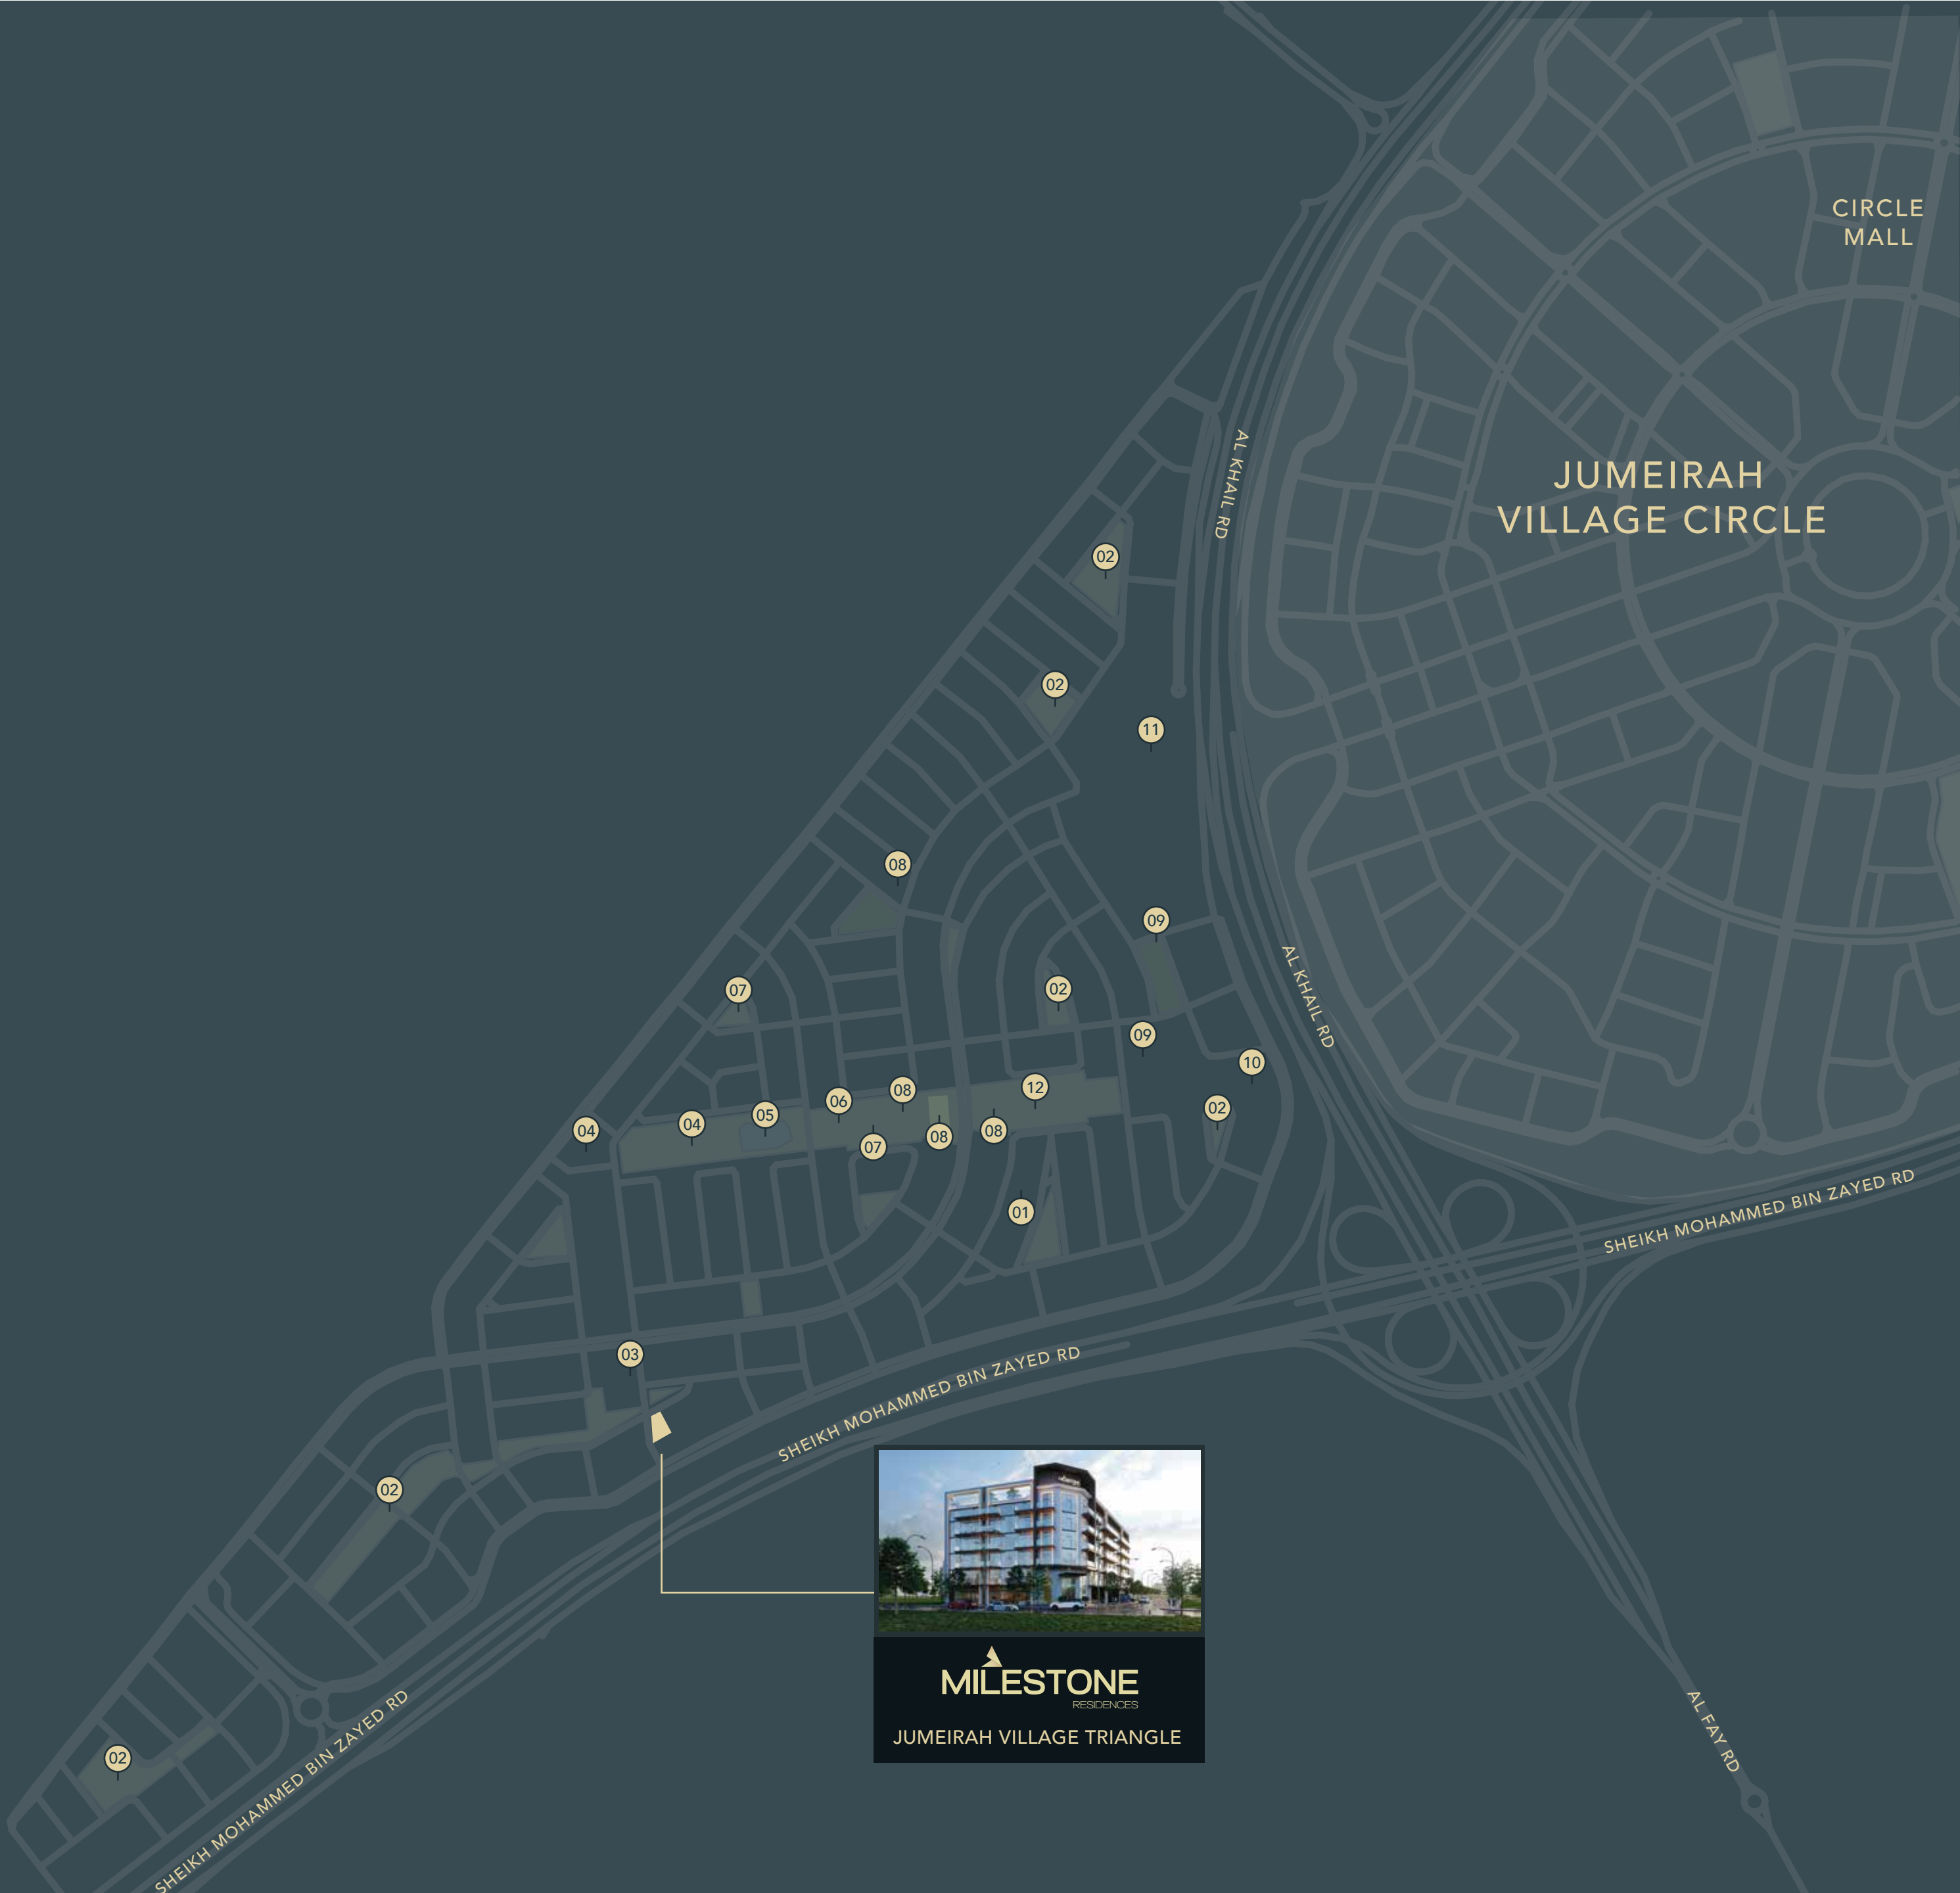 CIRCLE
MALL
AL KHAIL RD
JUMEIRAH
VILLAGE CIRCLE
02
02
11
08
09
07
02
09
10
12
08
06
02
05
04
04
08
08
07
01
SHEIKH MOHAMMED BIN ZAYED RD
AL KHAIL RD
03
SHEIKH MOHAMMED BIN ZAYED RD
02
MILESTONE
RESIDENCES
JUMEIRAH VILLAGE TRIANGLE
AL FAY RD
02
SHEIKH MOHAMMED BIN ZAYED RD